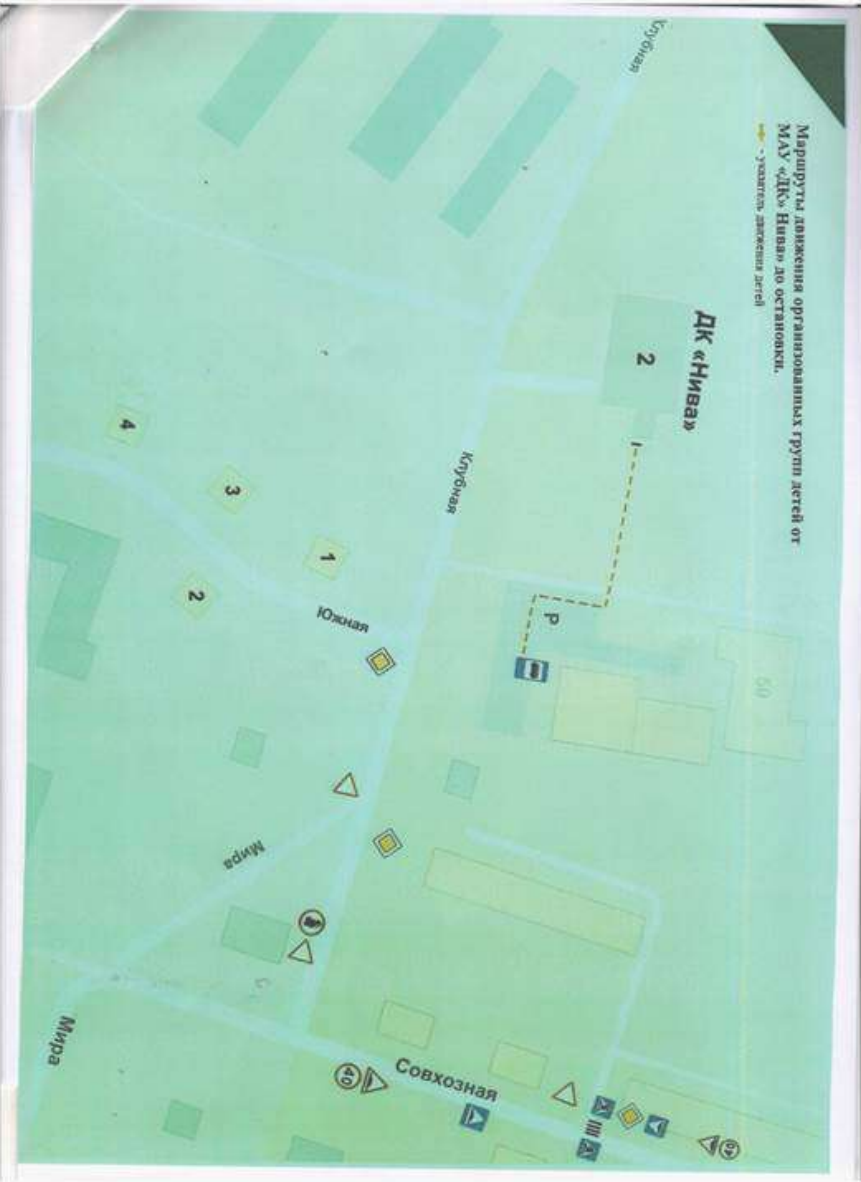 Маршруты движения организованных групп детей от
МАУ «ДК» Нива» до остановки.
- указатель движения детей
Клубная
ДК «Нива»
2
50
Клубная
P
4
3
1
2
Южная
Мира
Мира
Совхозная
40